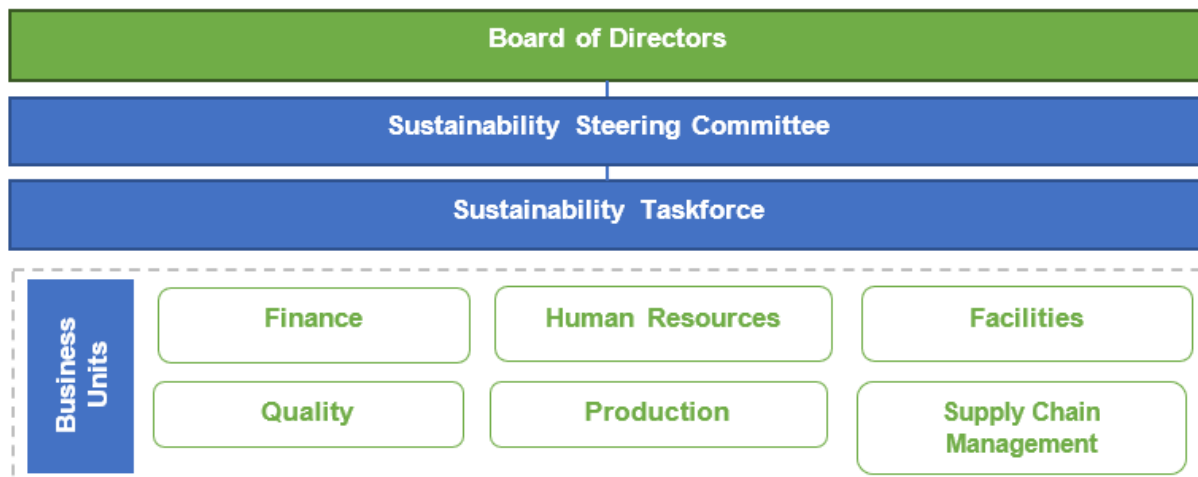 Board of Directors
Sustainability Steering Committee
Sustainability Taskforce
Business
Units
Finance
Human Resources
Facilities
Quality
Production
Supply Chain
Management